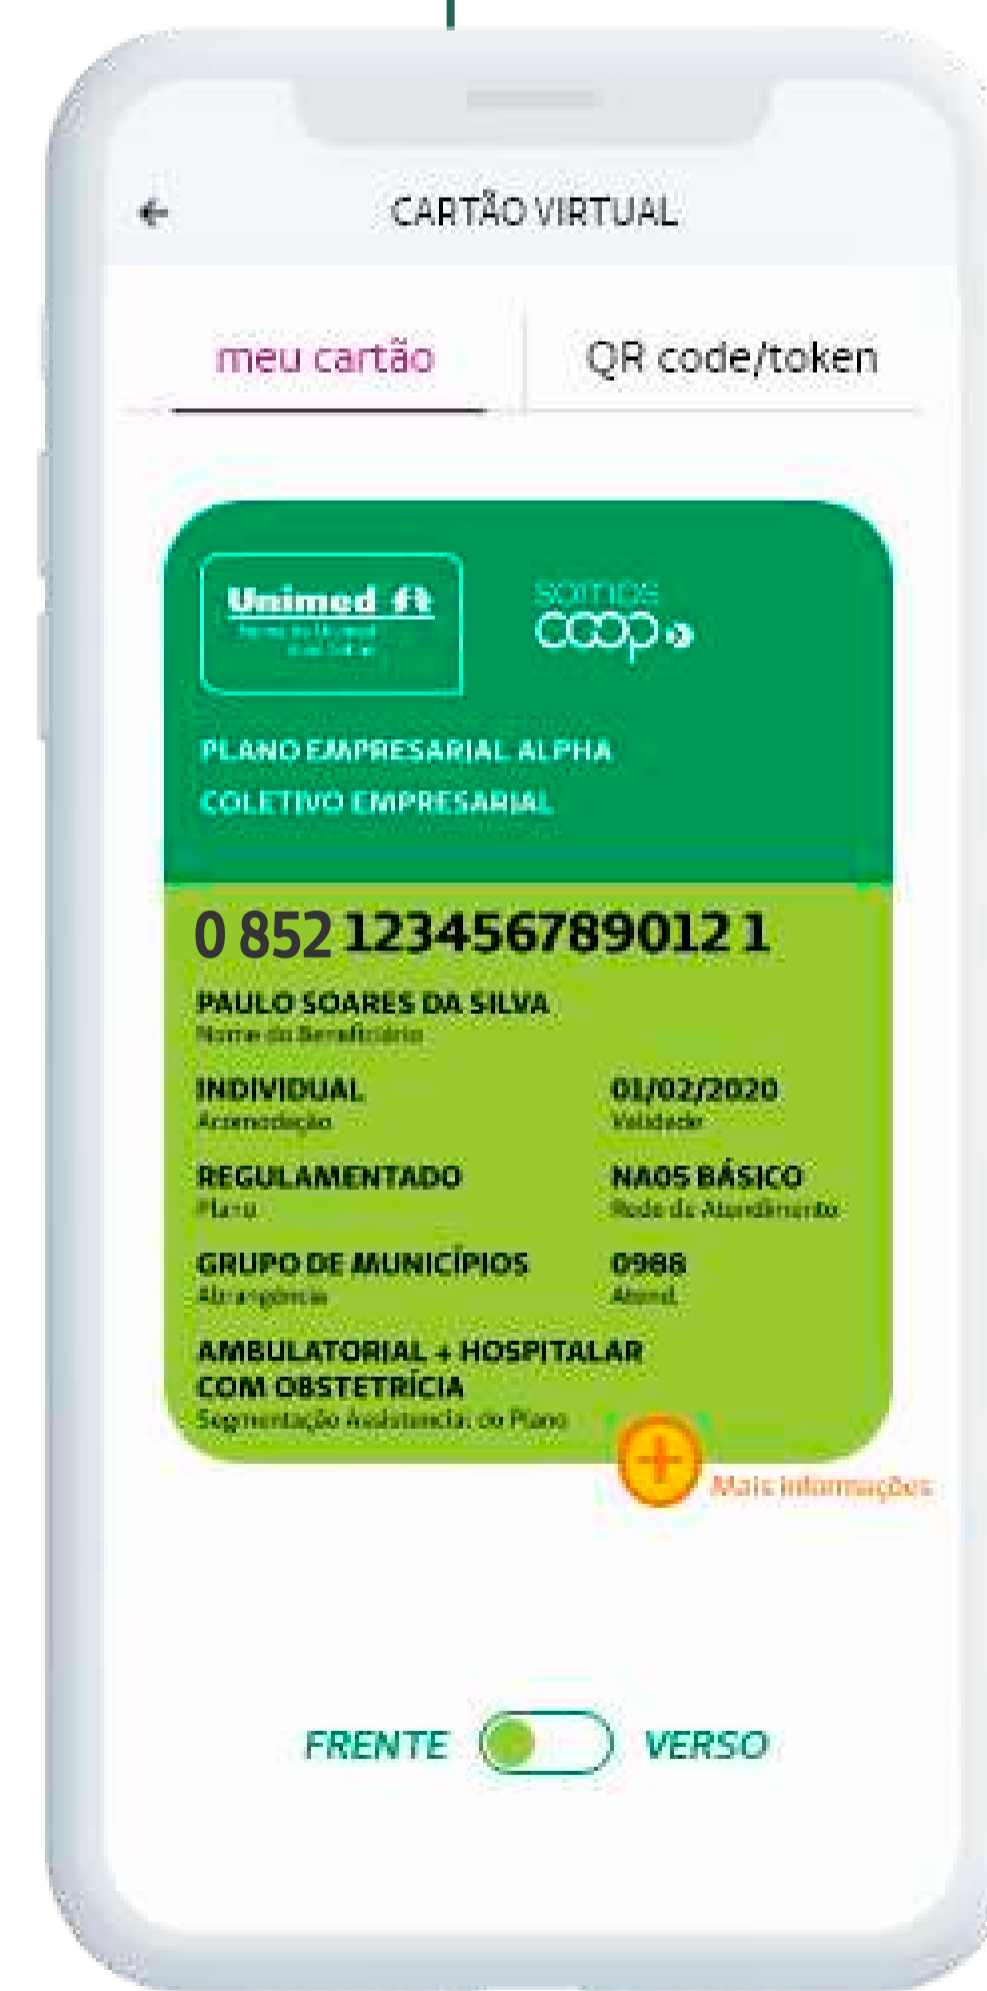 CARTÃO VIRTUAL
meu cartão
QR code/token
Unimed
somos
coop
PLANO EMPRESARIAL ALPHA
COLETIVO EMPRESARIAL
0 852 123456789012 1
PAULO SOARES DA SILVA
Nome do Beneficiário
INDIVIDUAL
Acomodação
01/02/2020
Validade
REGULAMENTADO
Plano
NA05 BÁSICO
Rede de Atendimento
GRUPO DE MUNICÍPIOS
Abrangência
0988
Atend.
AMBULATORIAL + HOSPITALAR
COM OBSTETRÍCIA
Segmentação Assistencial do Plano
Mais informações
FRENTE
VERSO